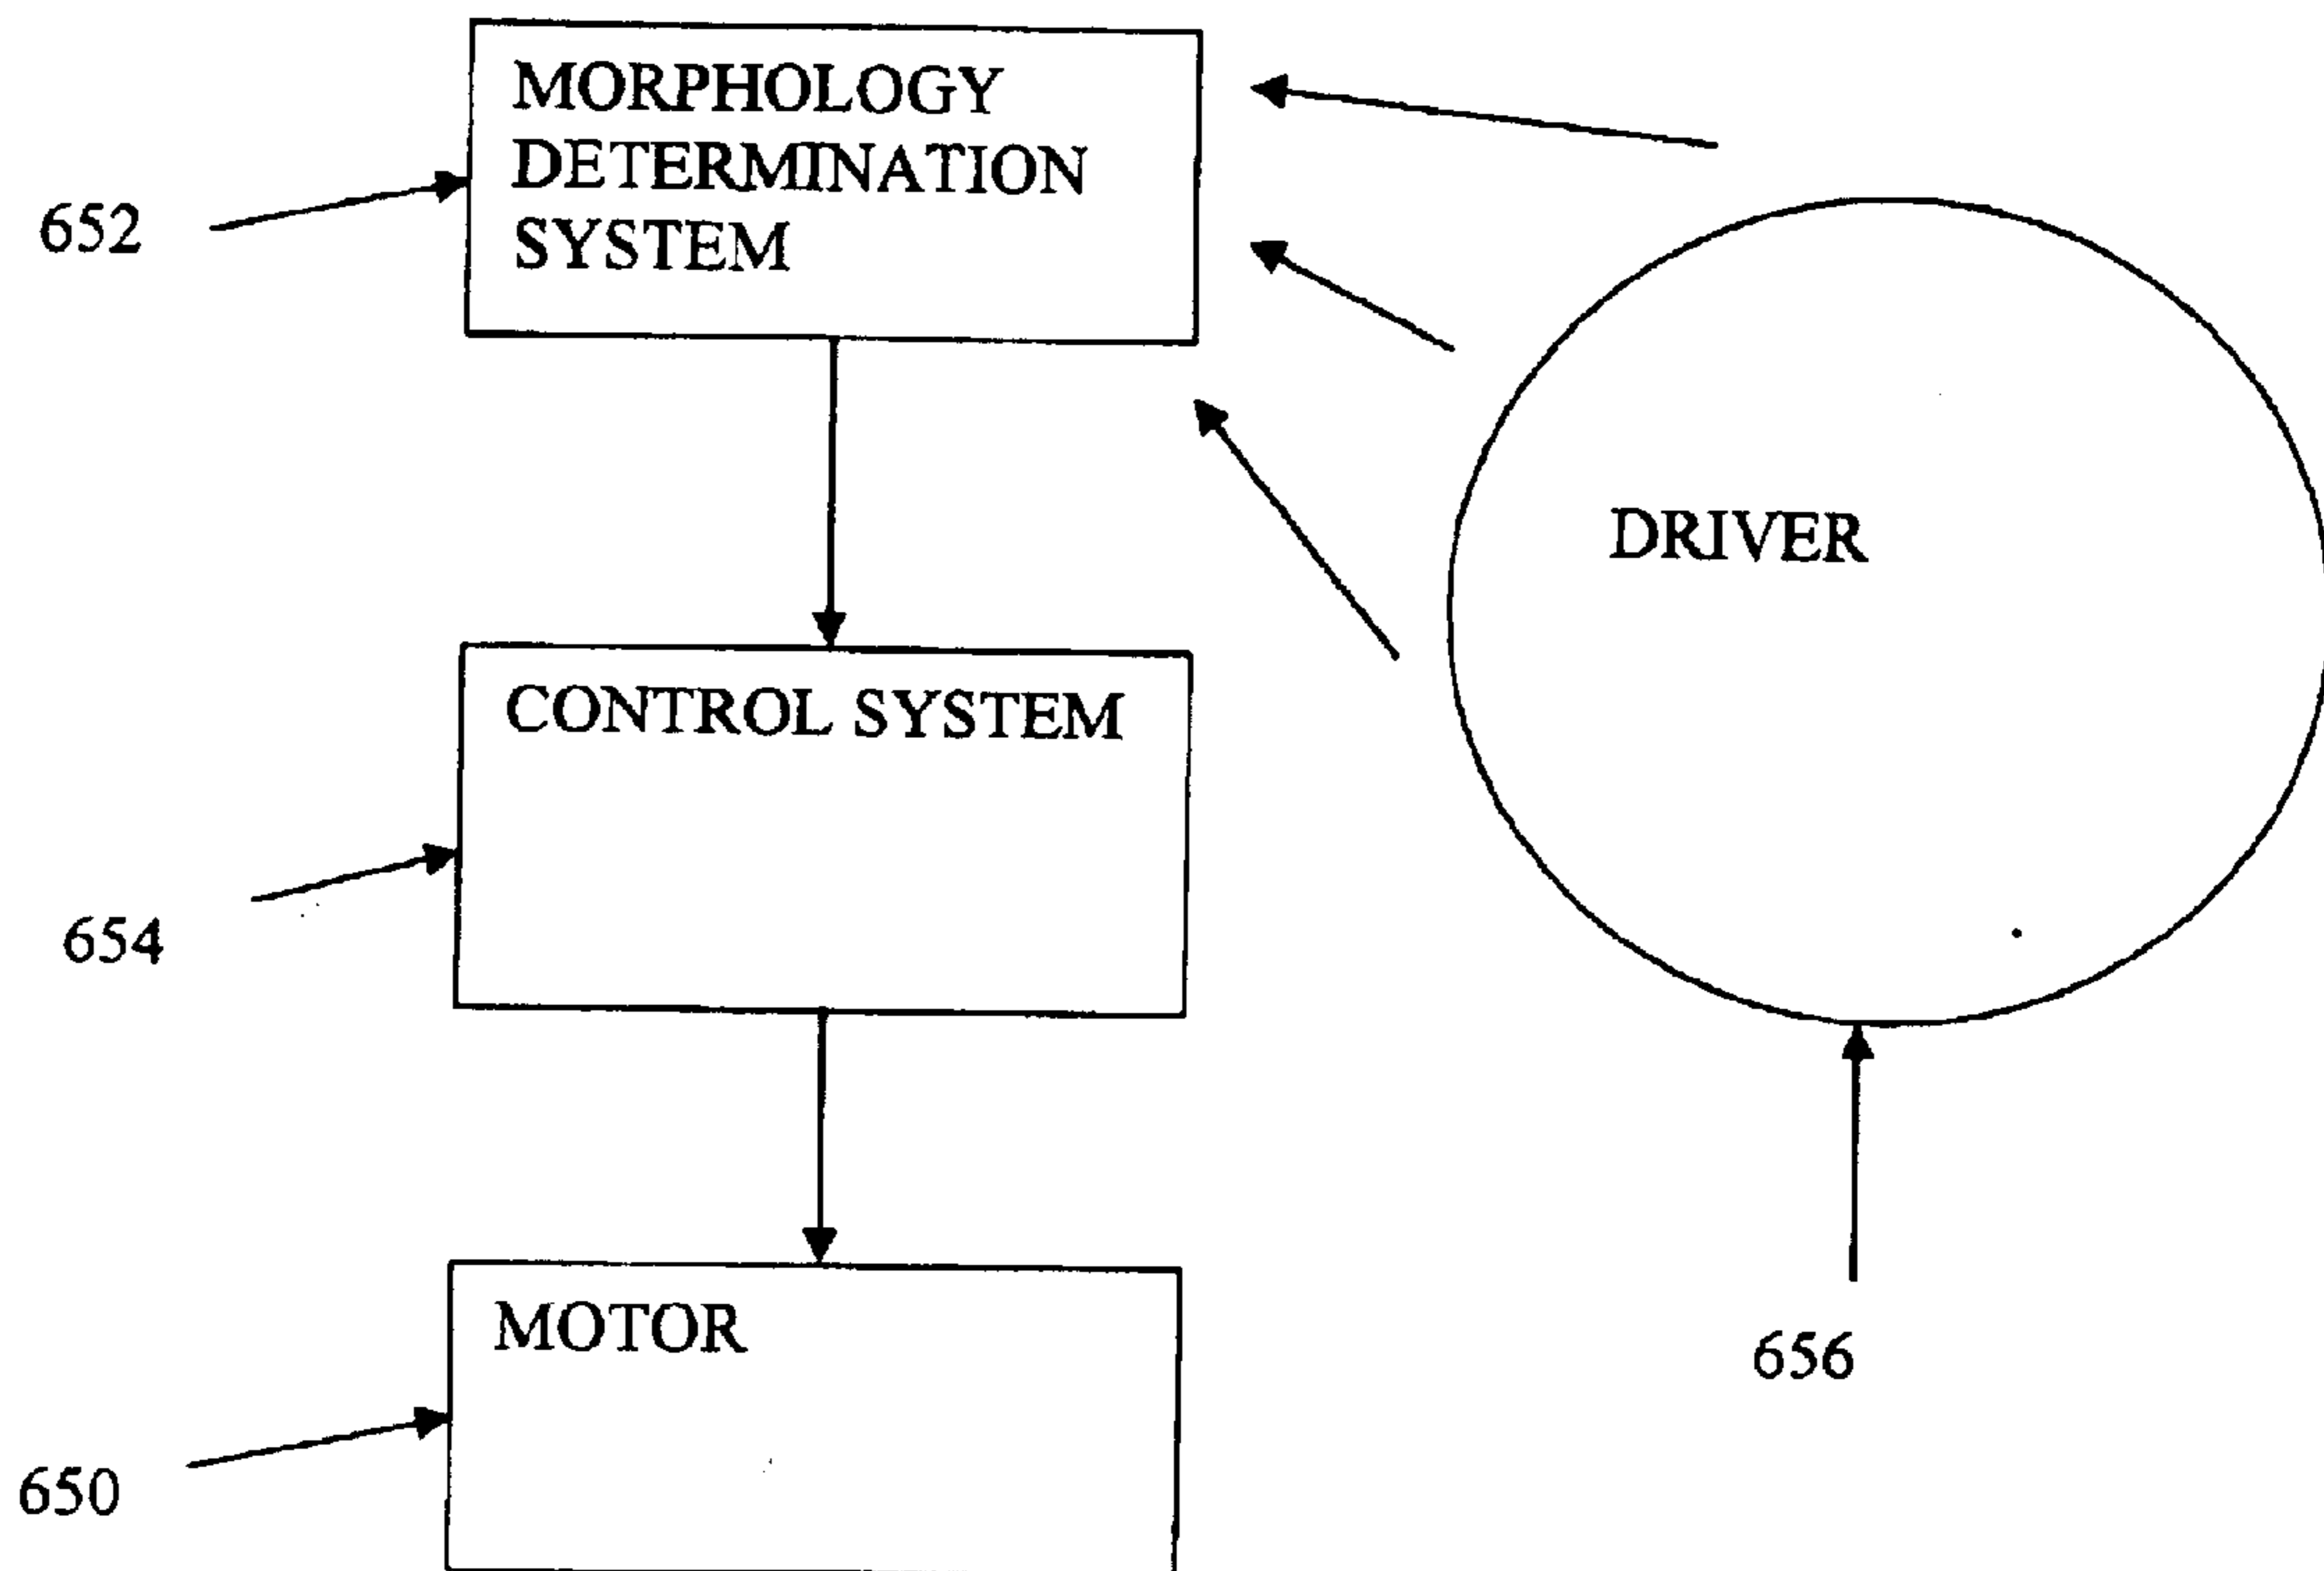 MORPHOLOGY
DETERMINATION
SYSTEM
652
DRIVER
CONTROL SYSTEM
654
MOTOR
656
650